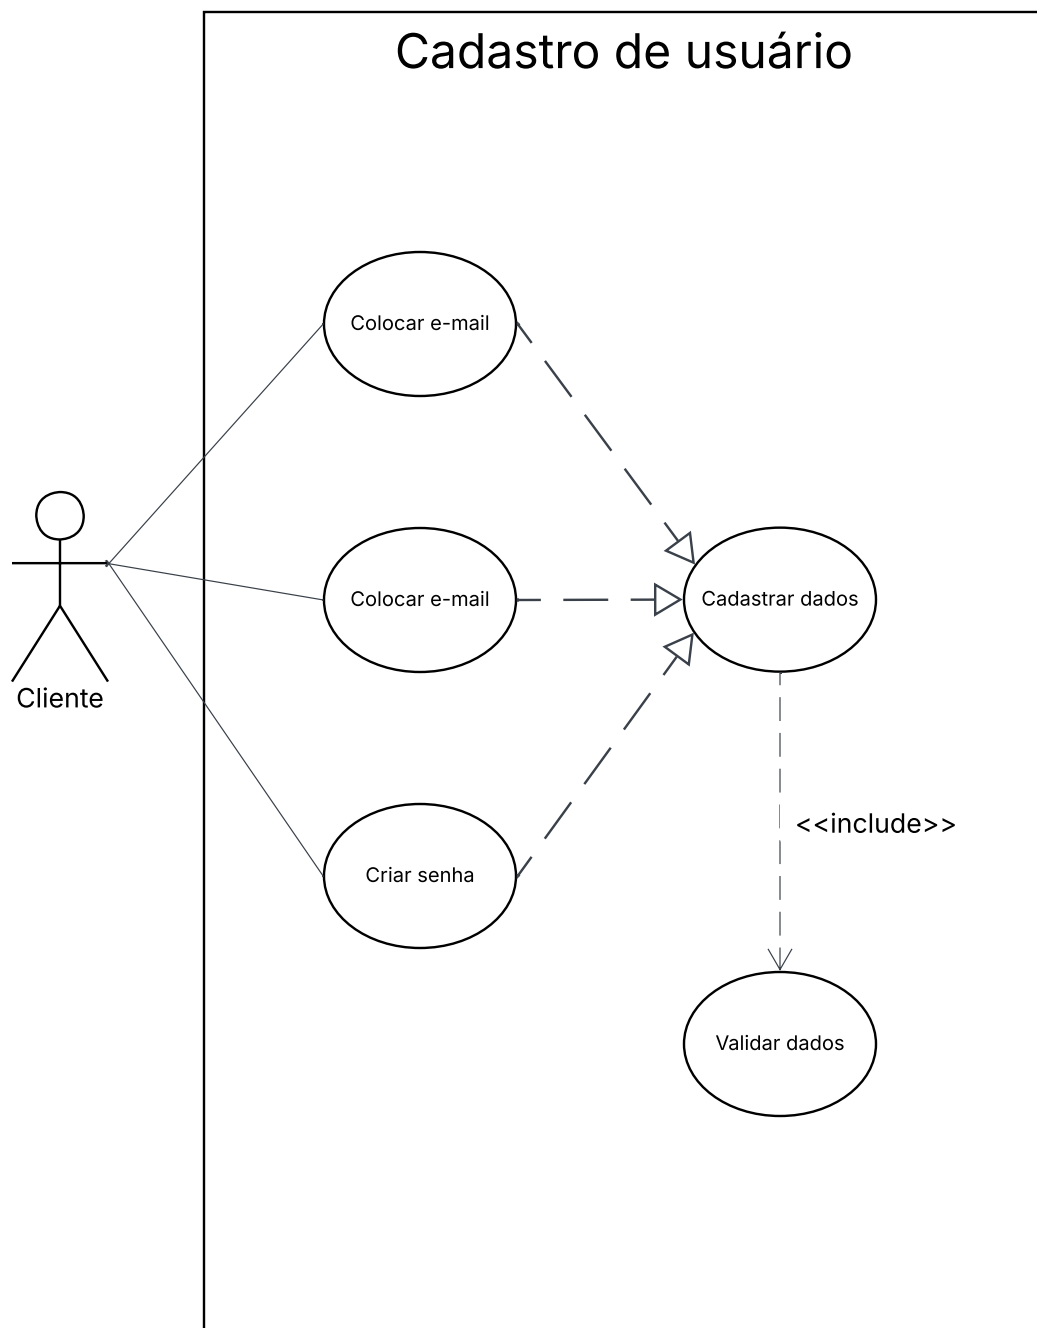 Cadastro de usuário
Colocar e-mail
Colocar e-mail
Cadastrar dados
Cliente
<<include>>
Criar senha
Validar dados